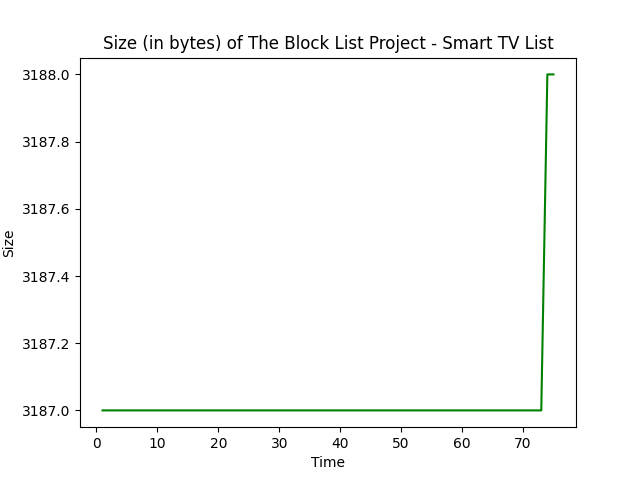 Size (in bytes) of The Block List Project - Smart TV List
3188.0
3187.8
3187.6
3187.4
3187.2
3187.0
Size
0 10 20 30 40 50 60 70
Time